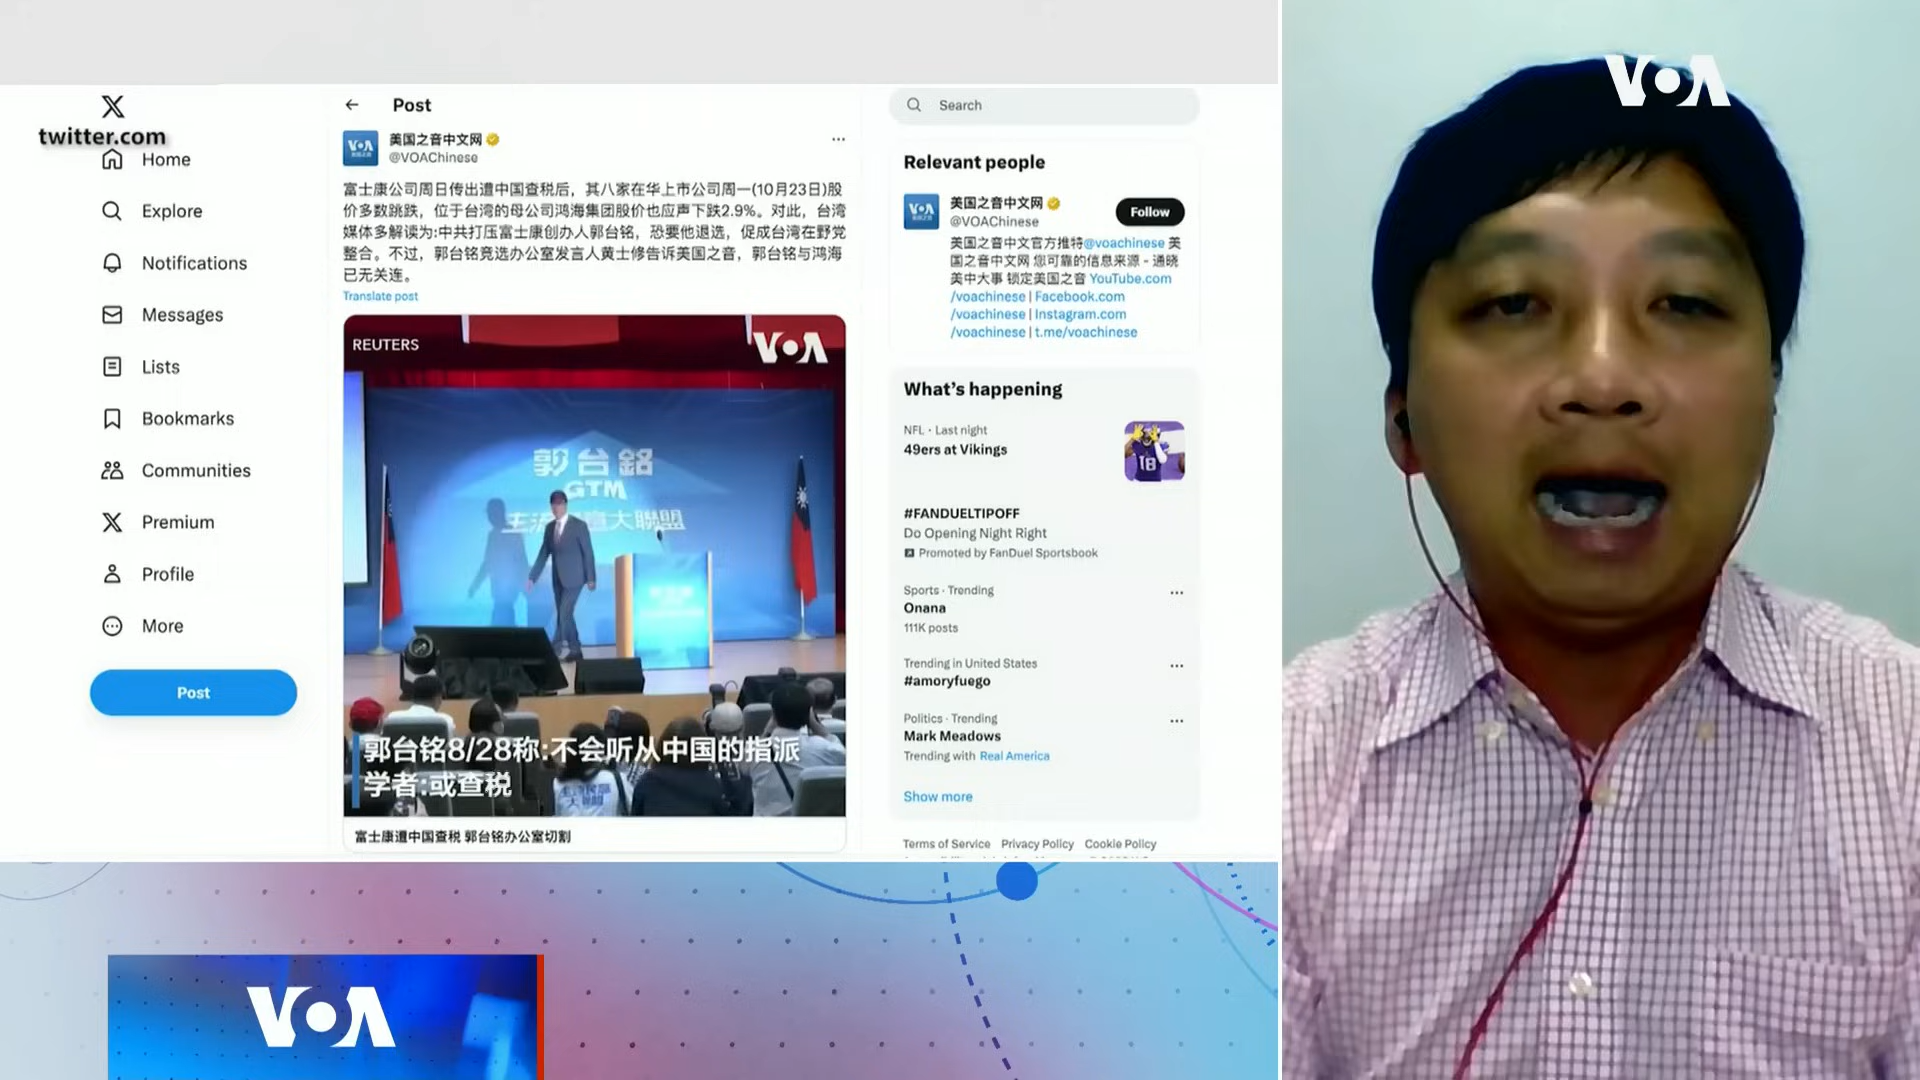 twitter.com
Home
Explore
Notifications
Messages
Lists
Bookmarks
Communities
Premium
Profile
More
Post
Post
美国之音中文网
@VOAChinese
富士康公司周日传出遭中国查税后，其八家在华上市公司周一(10月23日)股
价多数跳跌，位于台湾的母公司鸿海集团股价也应声下跌2.9%。对此，台湾
媒体多解读为:中共打压富士康创办人郭台铭，恐要他退选，促成台湾在野党
整合。不过，郭台铭竞选办公室发言人黄士修告诉美国之音，郭台铭与鸿海
已无关连。
Translate post
REUTERS
VOA
郭台銘
GTM
主流民意大聯盟
郭台铭8/28称:不会听从中国的指派
学者:或查税
富士康遭中国查税 郭台铭办公室切割
Search
Relevant people
美国之音中文网
@VOAChinese
Follow
美国之音中文官方推特@voachinese 美
国之音中文网 您可靠的信息来源 - 通晓
美中大事 锁定美国之音 YouTube.com
/voachinese | Facebook.com
/voachinese | Instagram.com
/voachinese | t.me/voachinese
What's happening
NFL · Last night
49ers at Vikings
18
#FANDUELTIPOFF
Do Opening Night Right
Promoted by FanDuel Sportsbook
Sports · Trending
Onana
111K posts
Trending in United States
#amoryfuego
Politics · Trending
Mark Meadows
Trending with Real America
Show more
Terms of Service Privacy Policy Cookie Policy
VOA
VOA